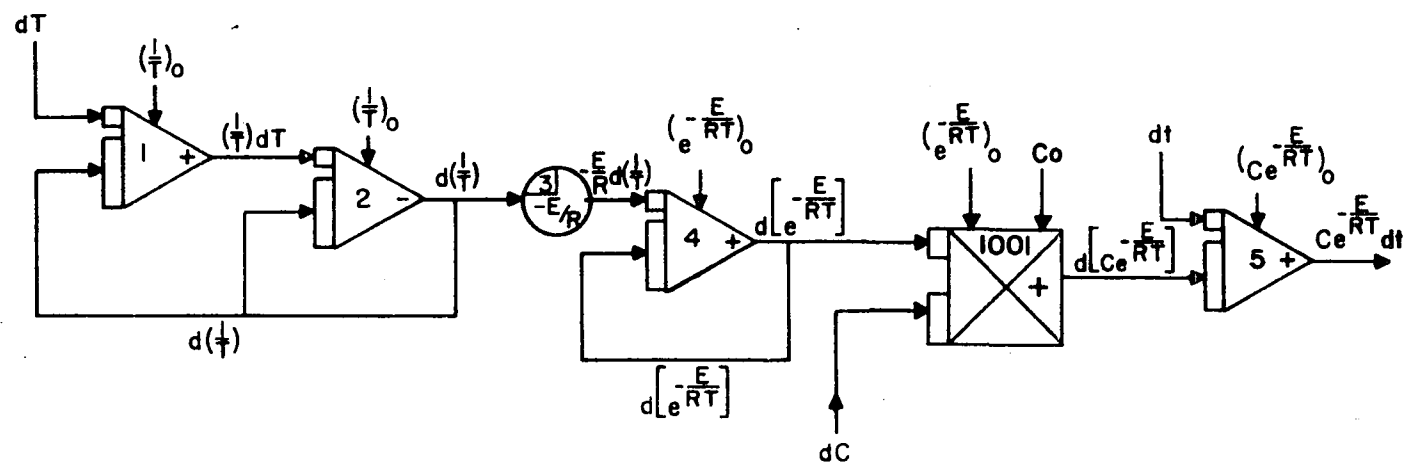 dT
(1/T)₀
1 +
(1/T)dT
(1/T)₀
2 -
d(1/T)
d(1/T)
3
-E/R
-E/R d(1/T)
(e^-E/RT)₀
4 +
d[e^-E/RT]
d[e^-E/RT]
(e^-E/RT)₀
Co
1001
+
dC
d[Ce^-E/RT]
dt
(Ce^-E/RT)₀
5 +
Ce^-E/RT dt